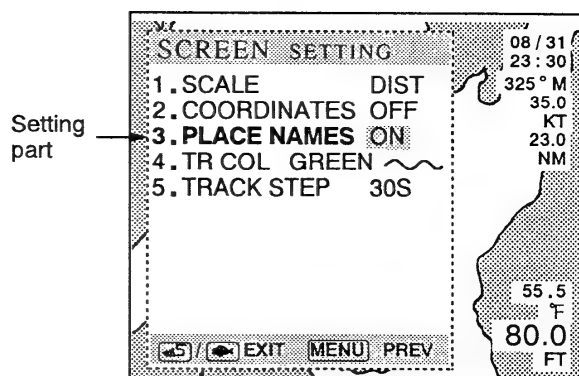 SCREEN SETTING
1.SCALE DIST
2.COORDINATES OFF
3.PLACE NAMES ON
4.TR COL GREEN
5.TRACK STEP 30S
5 / EXIT MENU PREV
Setting
part
08/31
23:30
325°M
35.0
KT
23.0
NM
55.5
°F
80.0
FT